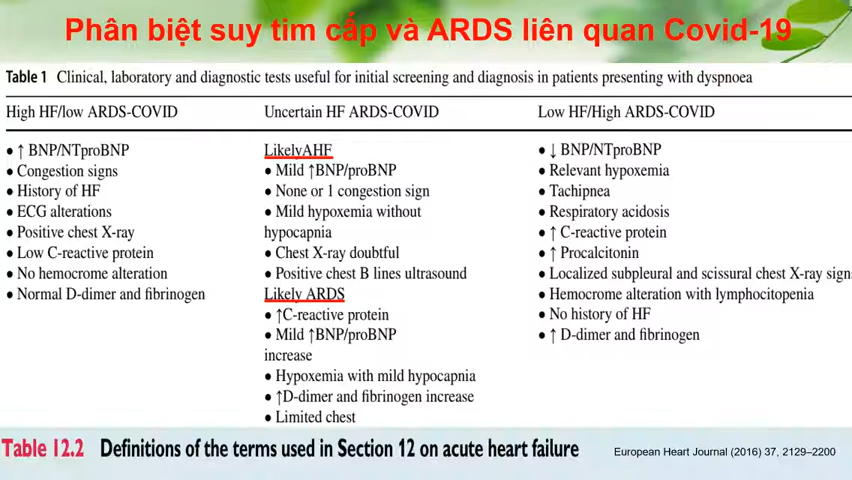 Phân biệt suy tim cấp và ARDS liên quan Covid-19
Table 1 Clinical, laboratory and diagnostic tests useful for initial screening and diagnosis in patients presenting with dyspnoea
High HF/low ARDS-COVID
• ↑ BNP/NTproBNP
• Congestion signs
• History of HF
• ECG alterations
• Positive chest X-ray
• Low C-reactive protein
• No hemocrome alteration
• Normal D-dimer and fibrinogen
Uncertain HF ARDS-COVID
LikelyAHF
• Mild ↑BNP/proBNP
• None or 1 congestion sign
• Mild hypoxemia without
hypocapnia
• Chest X-ray doubtful
• Positive chest B lines ultrasound
Likely ARDS
• ↑C-reactive protein
• Mild ↑BNP/proBNP
increase
• Hypoxemia with mild hypocapnia
• ↑D-dimer and fibrinogen increase
• Limited chest
Low HF/High ARDS-COVID
• ↓ BNP/NTproBNP
• Relevant hypoxemia
• Tachipnea
• Respiratory acidosis
• ↑ C-reactive protein
• ↑ Procalcitonin
• Localized subpleural and scissural chest X-ray signs
• Hemocrome alteration with lymphocitopenia
• No history of HF
• ↑ D-dimer and fibrinogen
Table 12.2 Definitions of the terms used in Section 12 on acute heart failure
European Heart Journal (2016) 37, 2129–2200